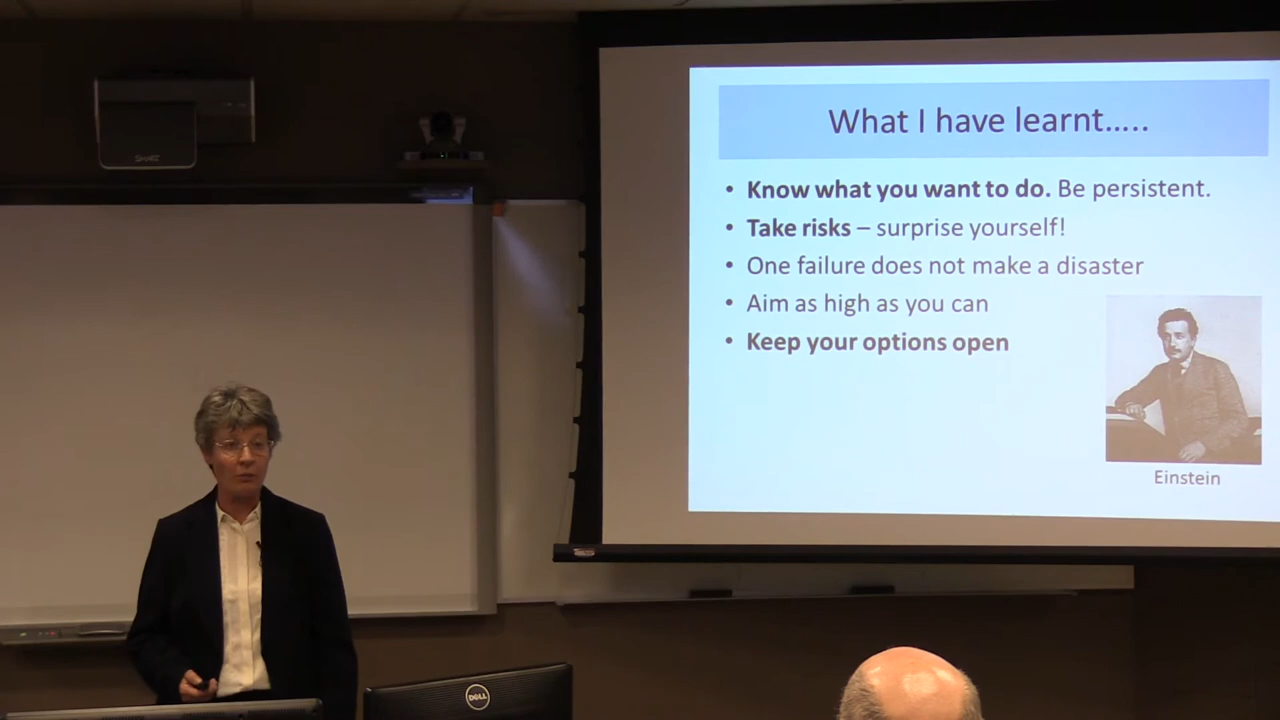 What I have learnt.....
• Know what you want to do. Be persistent.
• Take risks – surprise yourself!
• One failure does not make a disaster
• Aim as high as you can
• Keep your options open
Einstein
SMART
DELL